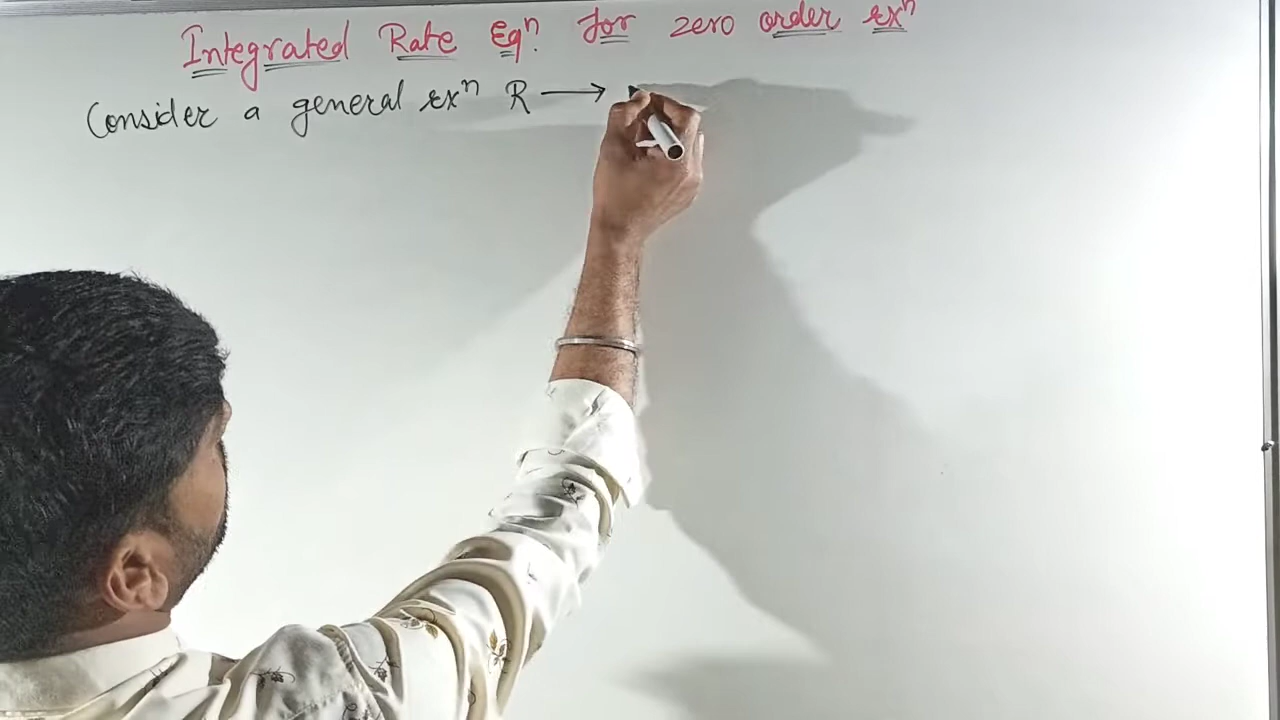 Integrated Rate Eqⁿ. for zero order rxⁿ
Consider a general rxⁿ R ⟶